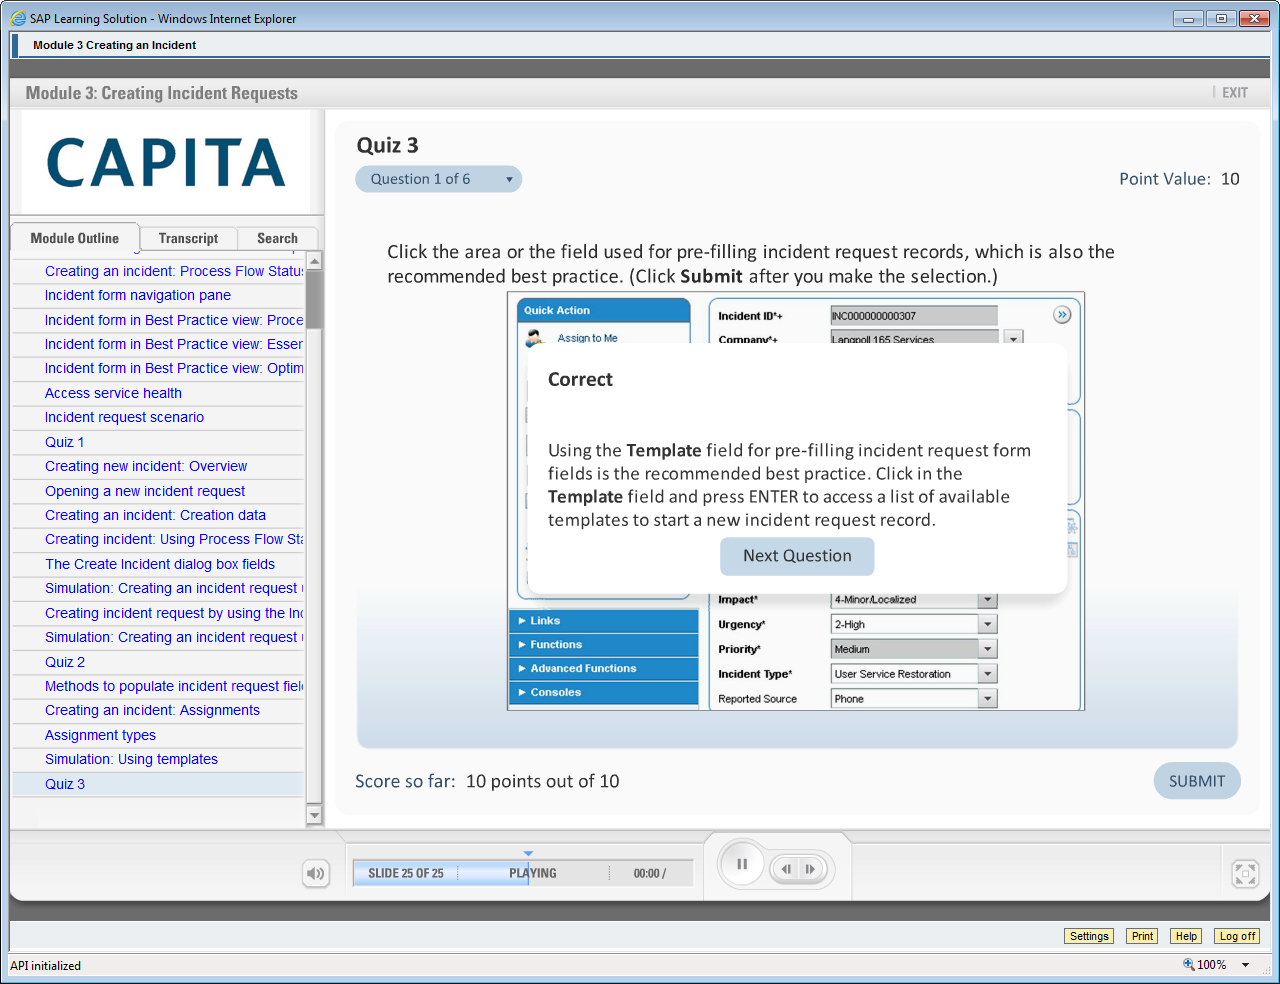 SAP Learning Solution - Windows Internet Explorer
Module 3 Creating an Incident
Module 3: Creating Incident Requests
EXIT
CAPITA
Module Outline
Transcript
Search
Creating an incident: Process Flow Statu
Incident form navigation pane
Incident form in Best Practice view: Proce
Incident form in Best Practice view: Essen
Incident form in Best Practice view: Optim
Access service health
Incident request scenario
Quiz 1
Creating new incident: Overview
Opening a new incident request
Creating an incident: Creation data
Creating incident: Using Process Flow Sta
The Create Incident dialog box fields
Simulation: Creating an incident request
Creating incident request by using the Inc
Simulation: Creating an incident request
Quiz 2
Methods to populate incident request field
Creating an incident: Assignments
Assignment types
Simulation: Using templates
Quiz 3
Quiz 3
Question 1 of 6
Point Value: 10
Click the area or the field used for pre-filling incident request records, which is also the
recommended best practice. (Click Submit after you make the selection.)
Quick Action
Assign to Me
Incident ID*+ INC000000000307
Company*+ Langpoll 165 Services
Correct
Using the Template field for pre-filling incident request form
fields is the recommended best practice. Click in the
Template field and press ENTER to access a list of available
templates to start a new incident request record.
Next Question
Links
Functions
Advanced Functions
Consoles
Impact* 4-Minor/Localized
Urgency* 2-High
Priority* Medium
Incident Type* User Service Restoration
Reported Source Phone
Score so far: 10 points out of 10
SUBMIT
SLIDE 25 OF 25
PLAYING
00:00 /
Settings
Print
Help
Log off
API initialized
100%